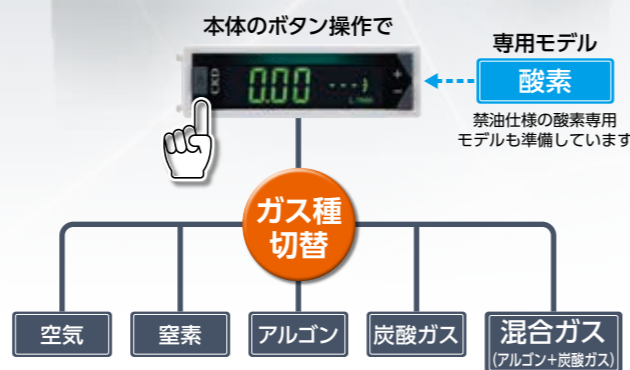 本体のボタン操作で
専用モデル
酸素
禁油仕様の酸素専用
モデルも準備しています
CKD
0.00
L/min
+
−
ガス種
切替
空気
窒素
アルゴン
炭酸ガス
混合ガス
(アルゴン+炭酸ガス)